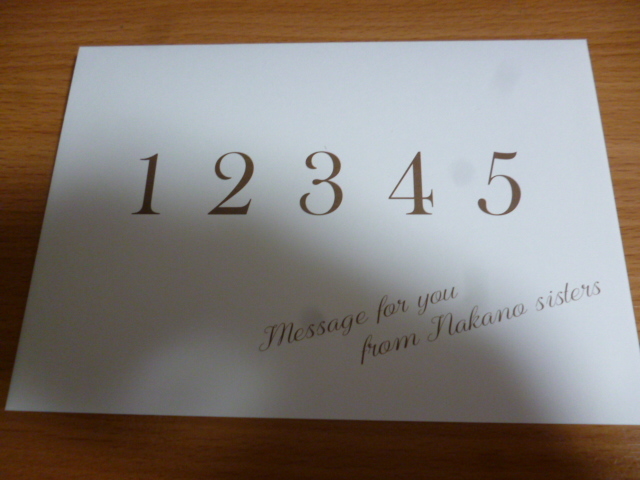 1 2 3 4 5
Message for you
from Nakano sisters